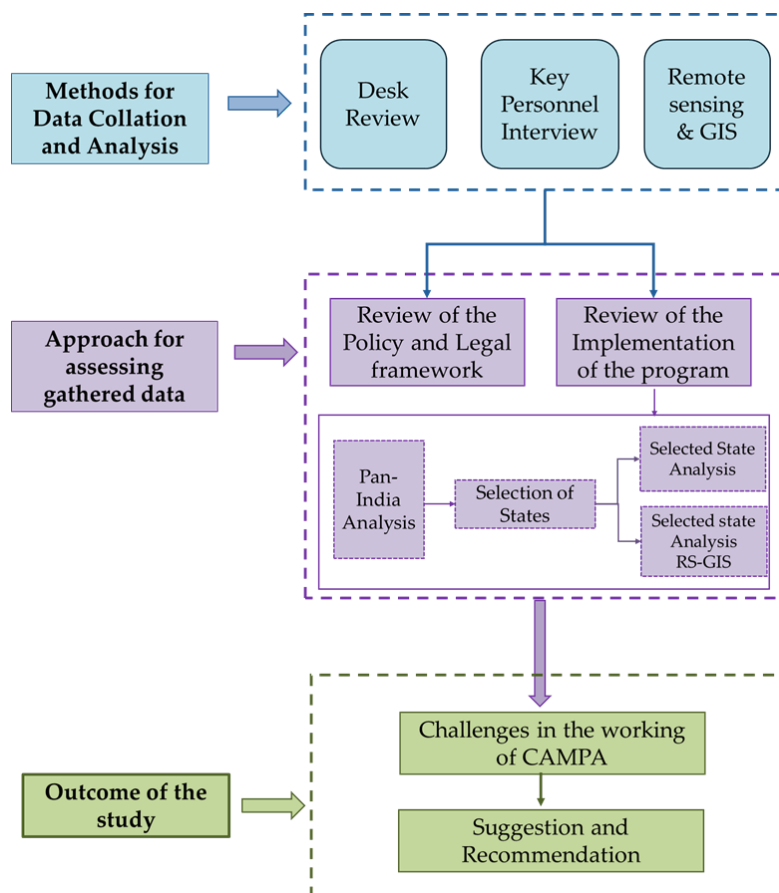 Methods for
Data Collation
and Analysis
Desk
Review
Key
Personnel
Interview
Remote
sensing
& GIS
Approach for
assessing
gathered data
Review of the
Policy and Legal
framework
Review of the
Implementation
of the program
Pan-
India
Analysis
Selection of
States
Selected State
Analysis
Selected state
Analysis
RS-GIS
Outcome of the
study
Challenges in the working
of CAMPA
Suggestion and
Recommendation